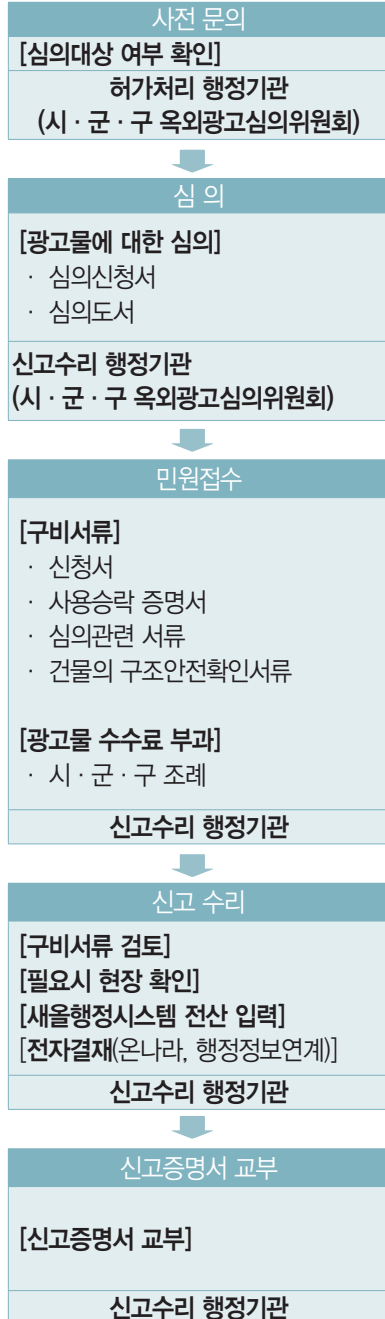 사전 문의
[심의대상 여부 확인]
허가처리 행정기관
(시 · 군 · 구 옥외광고심의위원회)
심 의
[광고물에 대한 심의]
· 심의신청서
· 심의도서
신고수리 행정기관
(시 · 군 · 구 옥외광고심의위원회)
민원접수
[구비서류]
· 신청서
· 사용승락 증명서
· 심의관련 서류
· 건물의 구조안전확인서류
[광고물 수수료 부과]
· 시 · 군 · 구 조례
신고수리 행정기관
신고 수리
[구비서류 검토]
[필요시 현장 확인]
[새올행정시스템 전산 입력]
[전자결재(온나라, 행정정보연계)]
신고수리 행정기관
신고증명서 교부
[신고증명서 교부]
신고수리 행정기관